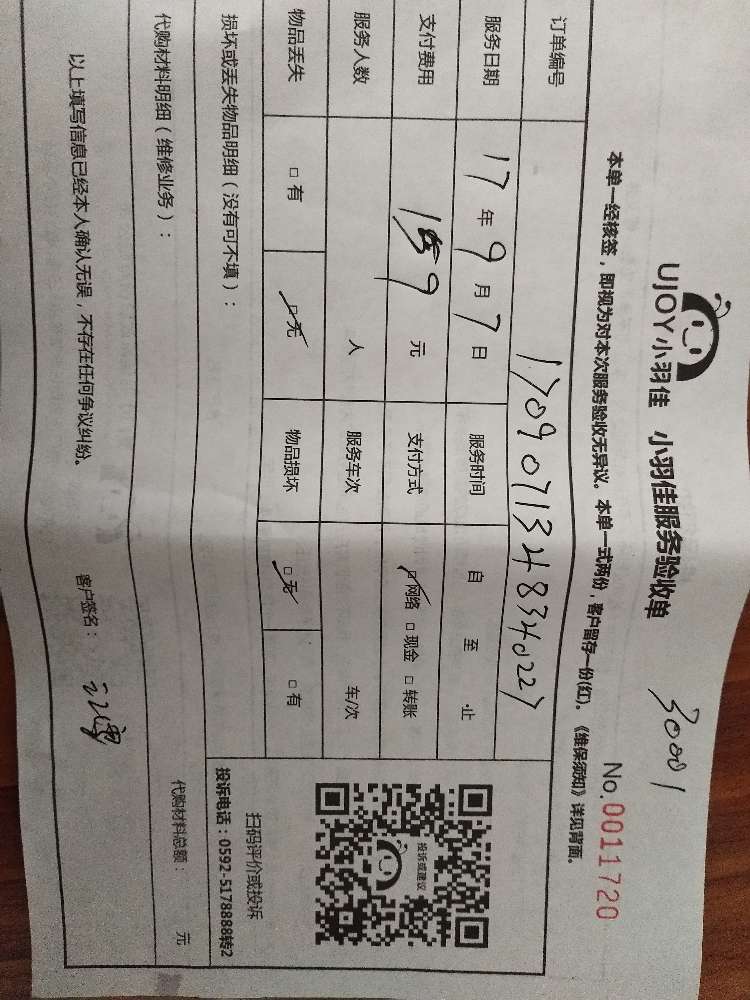 30001
UJOY小羽佳 小羽佳服务验收单
No.0011720
本单一经核签，即视为对本次服务验收无异议。本单一式两份，客户留存一份(红)。《维保须知》详见背面。
订单编号
服务日期 17年9月7日 服务时间 自 至 止
支付费用 元 支付方式 □网络 □现金 □转账
服务人数 人 服务车次 车/次
物品丢失 □有 □无 物品损坏 □无 □有
投诉或建议
扫码评价或投诉
投诉电话：0592-5178888转2
损坏或丢失物品明细（没有可不填）：
代购材料明细（维修业务）：
代购材料总额： 元
以上填写信息已经本人确认无误，不存在任何争议纠纷。
客户签名：